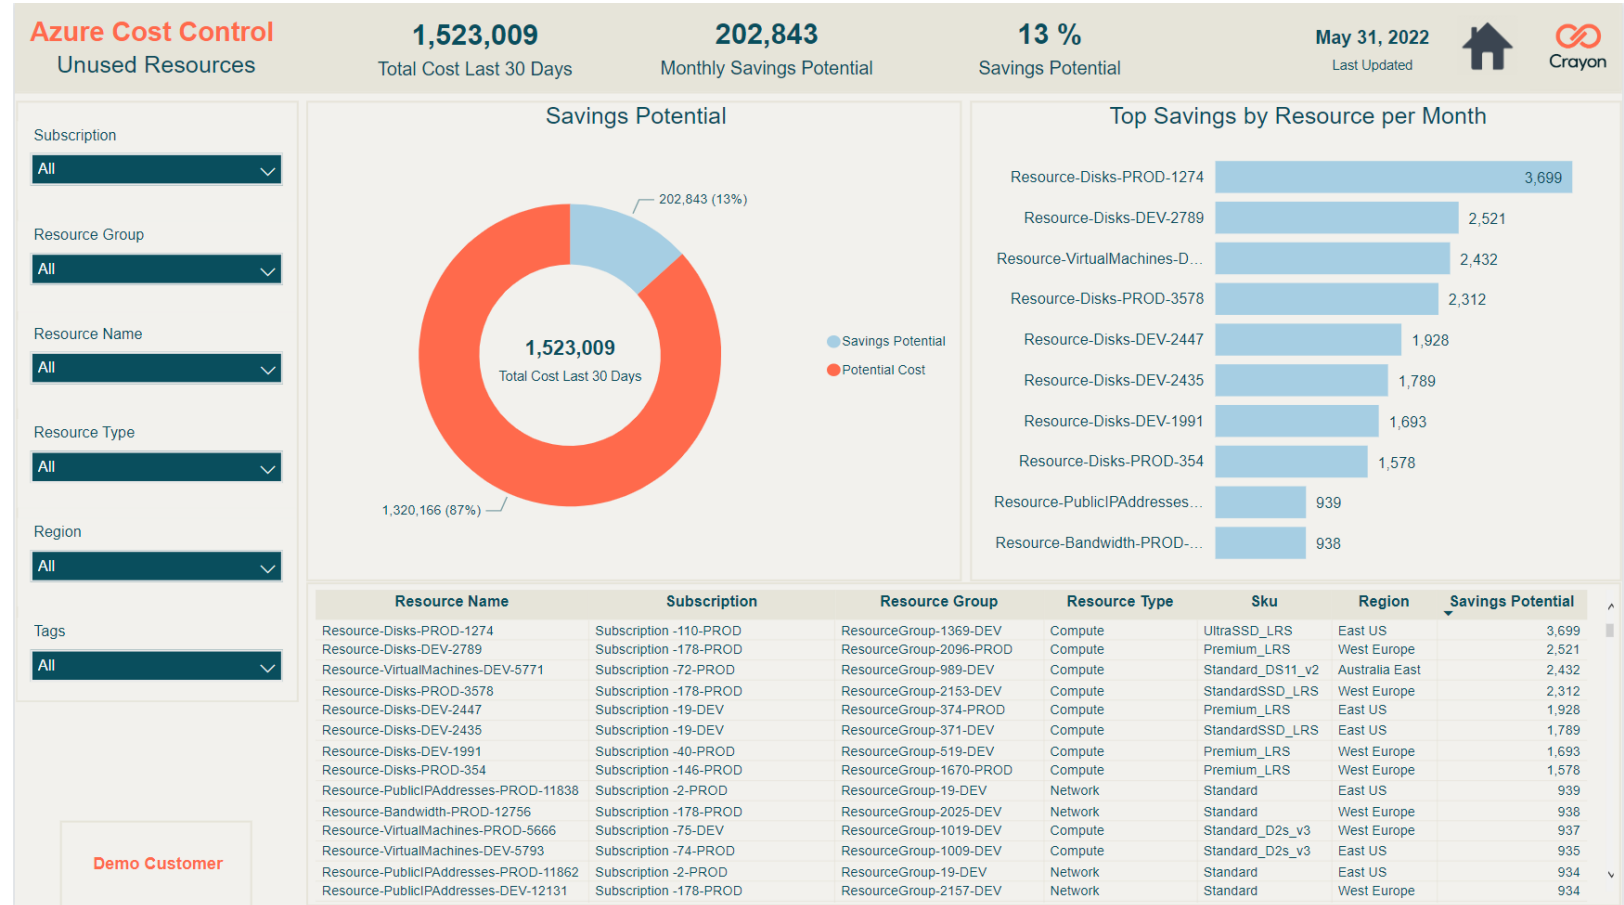 Azure Cost Control
Unused Resources
1,523,009
Total Cost Last 30 Days
202,843
Monthly Savings Potential
13 %
Savings Potential
May 31, 2022
Last Updated
Crayon
Subscription
All
Resource Group
All
Resource Name
All
Resource Type
All
Region
All
Tags
All
Demo Customer
Savings Potential
202,843 (13%)
1,523,009
Total Cost Last 30 Days
1,320,166 (87%)
Savings Potential
Potential Cost
Top Savings by Resource per Month
Resource-Disks-PROD-1274 3,699
Resource-Disks-DEV-2789 2,521
Resource-VirtualMachines-D... 2,432
Resource-Disks-PROD-3578 2,312
Resource-Disks-DEV-2447 1,928
Resource-Disks-DEV-2435 1,789
Resource-Disks-DEV-1991 1,693
Resource-Disks-PROD-354 1,578
Resource-PublicIPAddresses... 939
Resource-Bandwidth-PROD-... 938
Resource Name Subscription Resource Group Resource Type Sku Region Savings Potential
Resource-Disks-PROD-1274 Subscription -110-PROD ResourceGroup-1369-DEV Compute UltraSSD_LRS East US 3,699
Resource-Disks-DEV-2789 Subscription -178-PROD ResourceGroup-2096-PROD Compute Premium_LRS West Europe 2,521
Resource-VirtualMachines-DEV-5771 Subscription -72-PROD ResourceGroup-989-DEV Compute Standard_DS11_v2 Australia East 2,432
Resource-Disks-PROD-3578 Subscription -178-PROD ResourceGroup-2153-DEV Compute StandardSSD_LRS West Europe 2,312
Resource-Disks-DEV-2447 Subscription -19-DEV ResourceGroup-374-PROD Compute Premium_LRS East US 1,928
Resource-Disks-DEV-2435 Subscription -19-DEV ResourceGroup-371-DEV Compute StandardSSD_LRS East US 1,789
Resource-Disks-DEV-1991 Subscription -40-PROD ResourceGroup-519-DEV Compute Premium_LRS West Europe 1,693
Resource-Disks-PROD-354 Subscription -146-PROD ResourceGroup-1670-PROD Compute Premium_LRS West Europe 1,578
Resource-PublicIPAddresses-PROD-11838 Subscription -2-PROD ResourceGroup-19-DEV Network Standard East US 939
Resource-Bandwidth-PROD-12756 Subscription -178-PROD ResourceGroup-2025-DEV Network Standard West Europe 938
Resource-VirtualMachines-PROD-5666 Subscription -75-DEV ResourceGroup-1019-DEV Compute Standard_D2s_v3 West Europe 937
Resource-VirtualMachines-DEV-5793 Subscription -74-PROD ResourceGroup-1009-DEV Compute Standard_D2s_v3 East US 935
Resource-PublicIPAddresses-PROD-11862 Subscription -2-PROD ResourceGroup-19-DEV Network Standard East US 934
Resource-PublicIPAddresses-DEV-12131 Subscription -178-PROD ResourceGroup-2157-DEV Network Standard West Europe 934